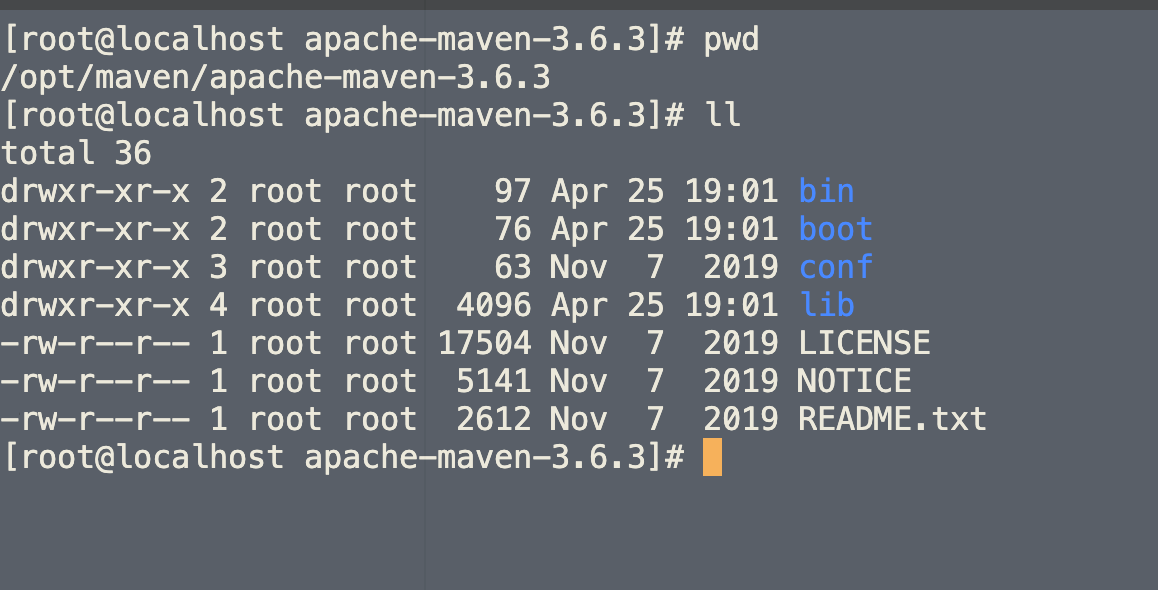 [root@localhost apache-maven-3.6.3]# pwd
/opt/maven/apache-maven-3.6.3
[root@localhost apache-maven-3.6.3]# ll
total 36
drwxr-xr-x 2 root root    97 Apr 25 19:01 bin
drwxr-xr-x 2 root root    76 Apr 25 19:01 boot
drwxr-xr-x 3 root root    63 Nov  7  2019 conf
drwxr-xr-x 4 root root  4096 Apr 25 19:01 lib
-rw-r--r-- 1 root root 17504 Nov  7  2019 LICENSE
-rw-r--r-- 1 root root  5141 Nov  7  2019 NOTICE
-rw-r--r-- 1 root root  2612 Nov  7  2019 README.txt
[root@localhost apache-maven-3.6.3]#